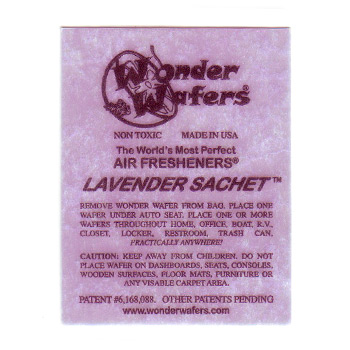 Wonder
Wafers®
NON TOXIC MADE IN USA
The World's Most Perfect
AIR FRESHENERS®
LAVENDER SACHET™
REMOVE WONDER WAFER FROM BAG. PLACE ONE
WAFER UNDER AUTO SEAT. PLACE ONE OR MORE
WAFERS THROUGHOUT HOME, OFFICE, BOAT, R.V.,
CLOSET, LOCKER, RESTROOM, TRASH CAN,
PRACTICALLY ANYWHERE!
CAUTION: KEEP AWAY FROM CHILDREN. DO NOT
PLACE WAFER ON DASHBOARDS, SEATS, CONSOLES,
WOODEN SURFACES, FLOOR MATS, FURNITURE OR
ANY VISABLE CARPET AREA.
PATENT #6,168,088. OTHER PATENTS PENDING
www.wonderwafers.com